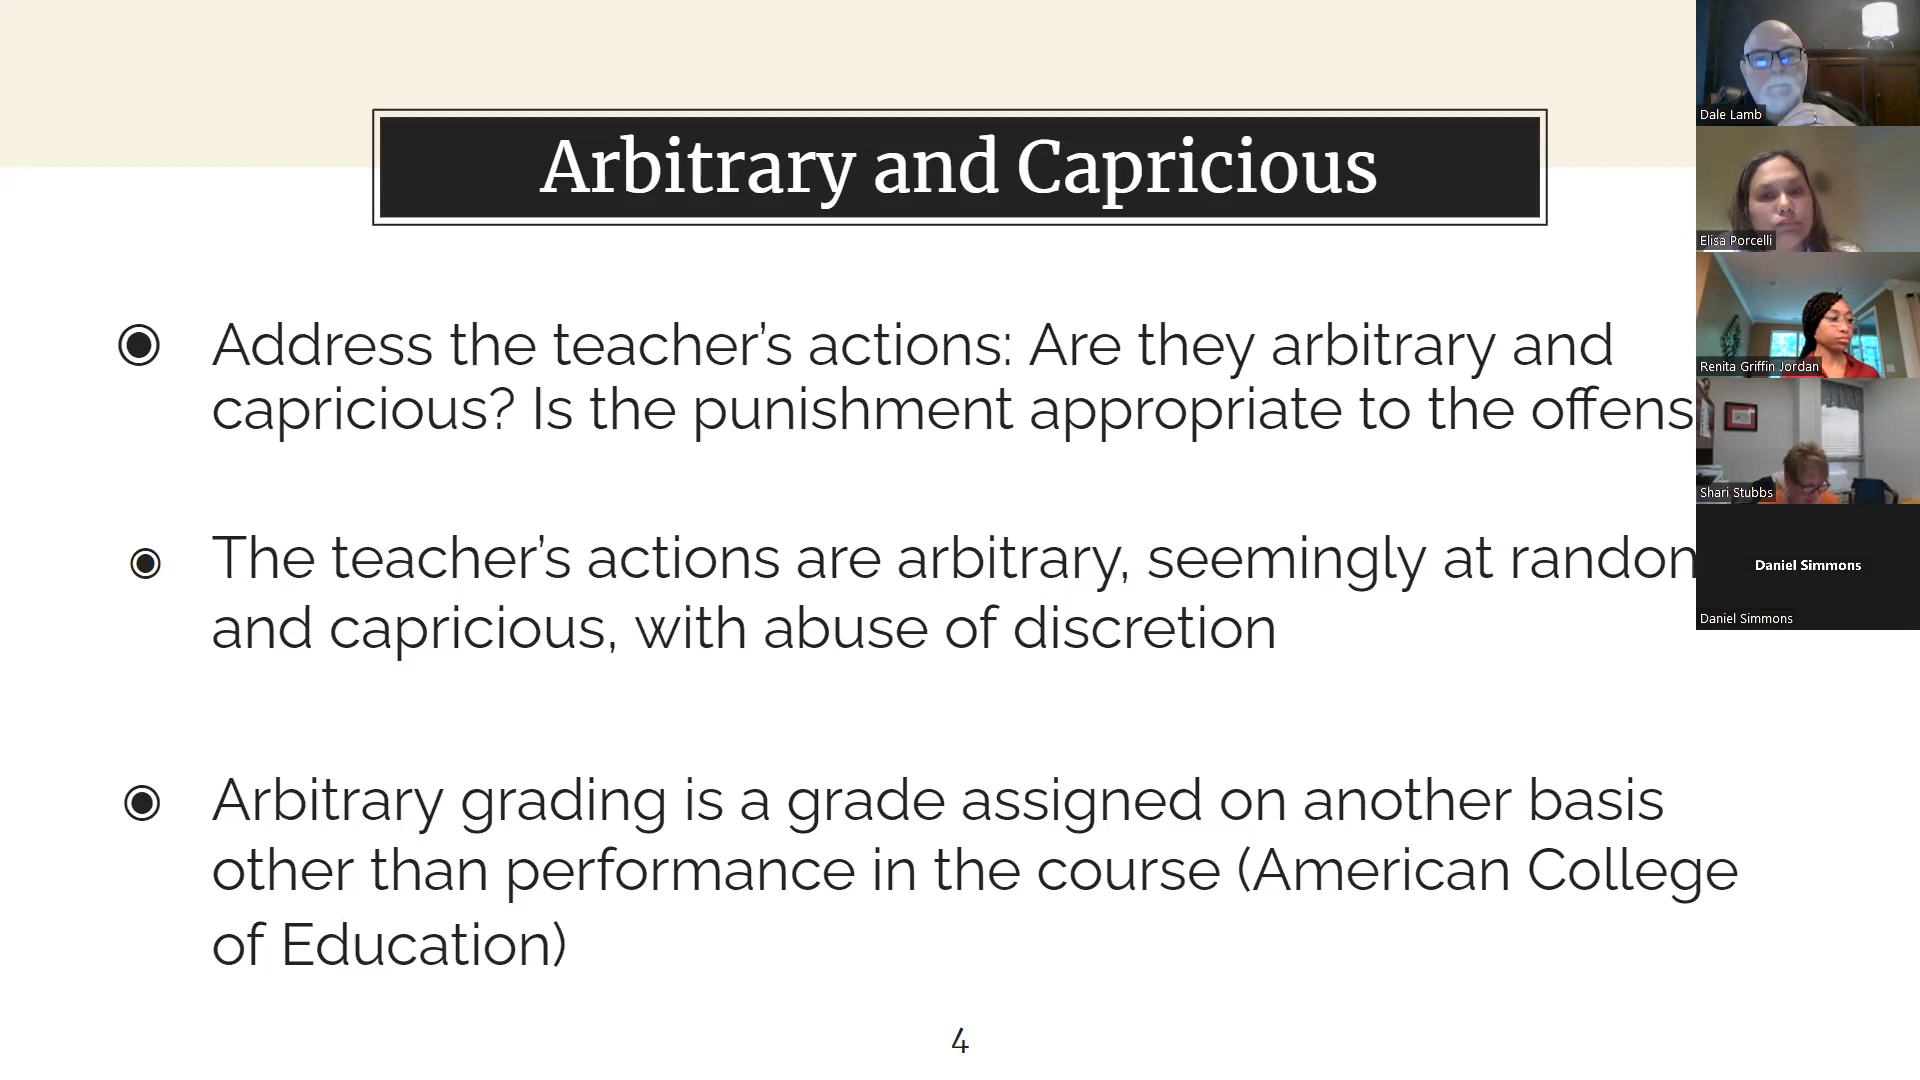 Arbitrary and Capricious
Address the teacher’s actions: Are they arbitrary and
capricious? Is the punishment appropriate to the offens
The teacher’s actions are arbitrary, seemingly at
and capricious, with abuse of discretion
Arbitrary grading is a grade assigned on another basis
other than performance in the course (American College
of Education)
4
Dale Lamb
Elisa Porcelli
Renita Griffin Jordan
Shari Stubbs
Daniel Simmons
Daniel Simmons